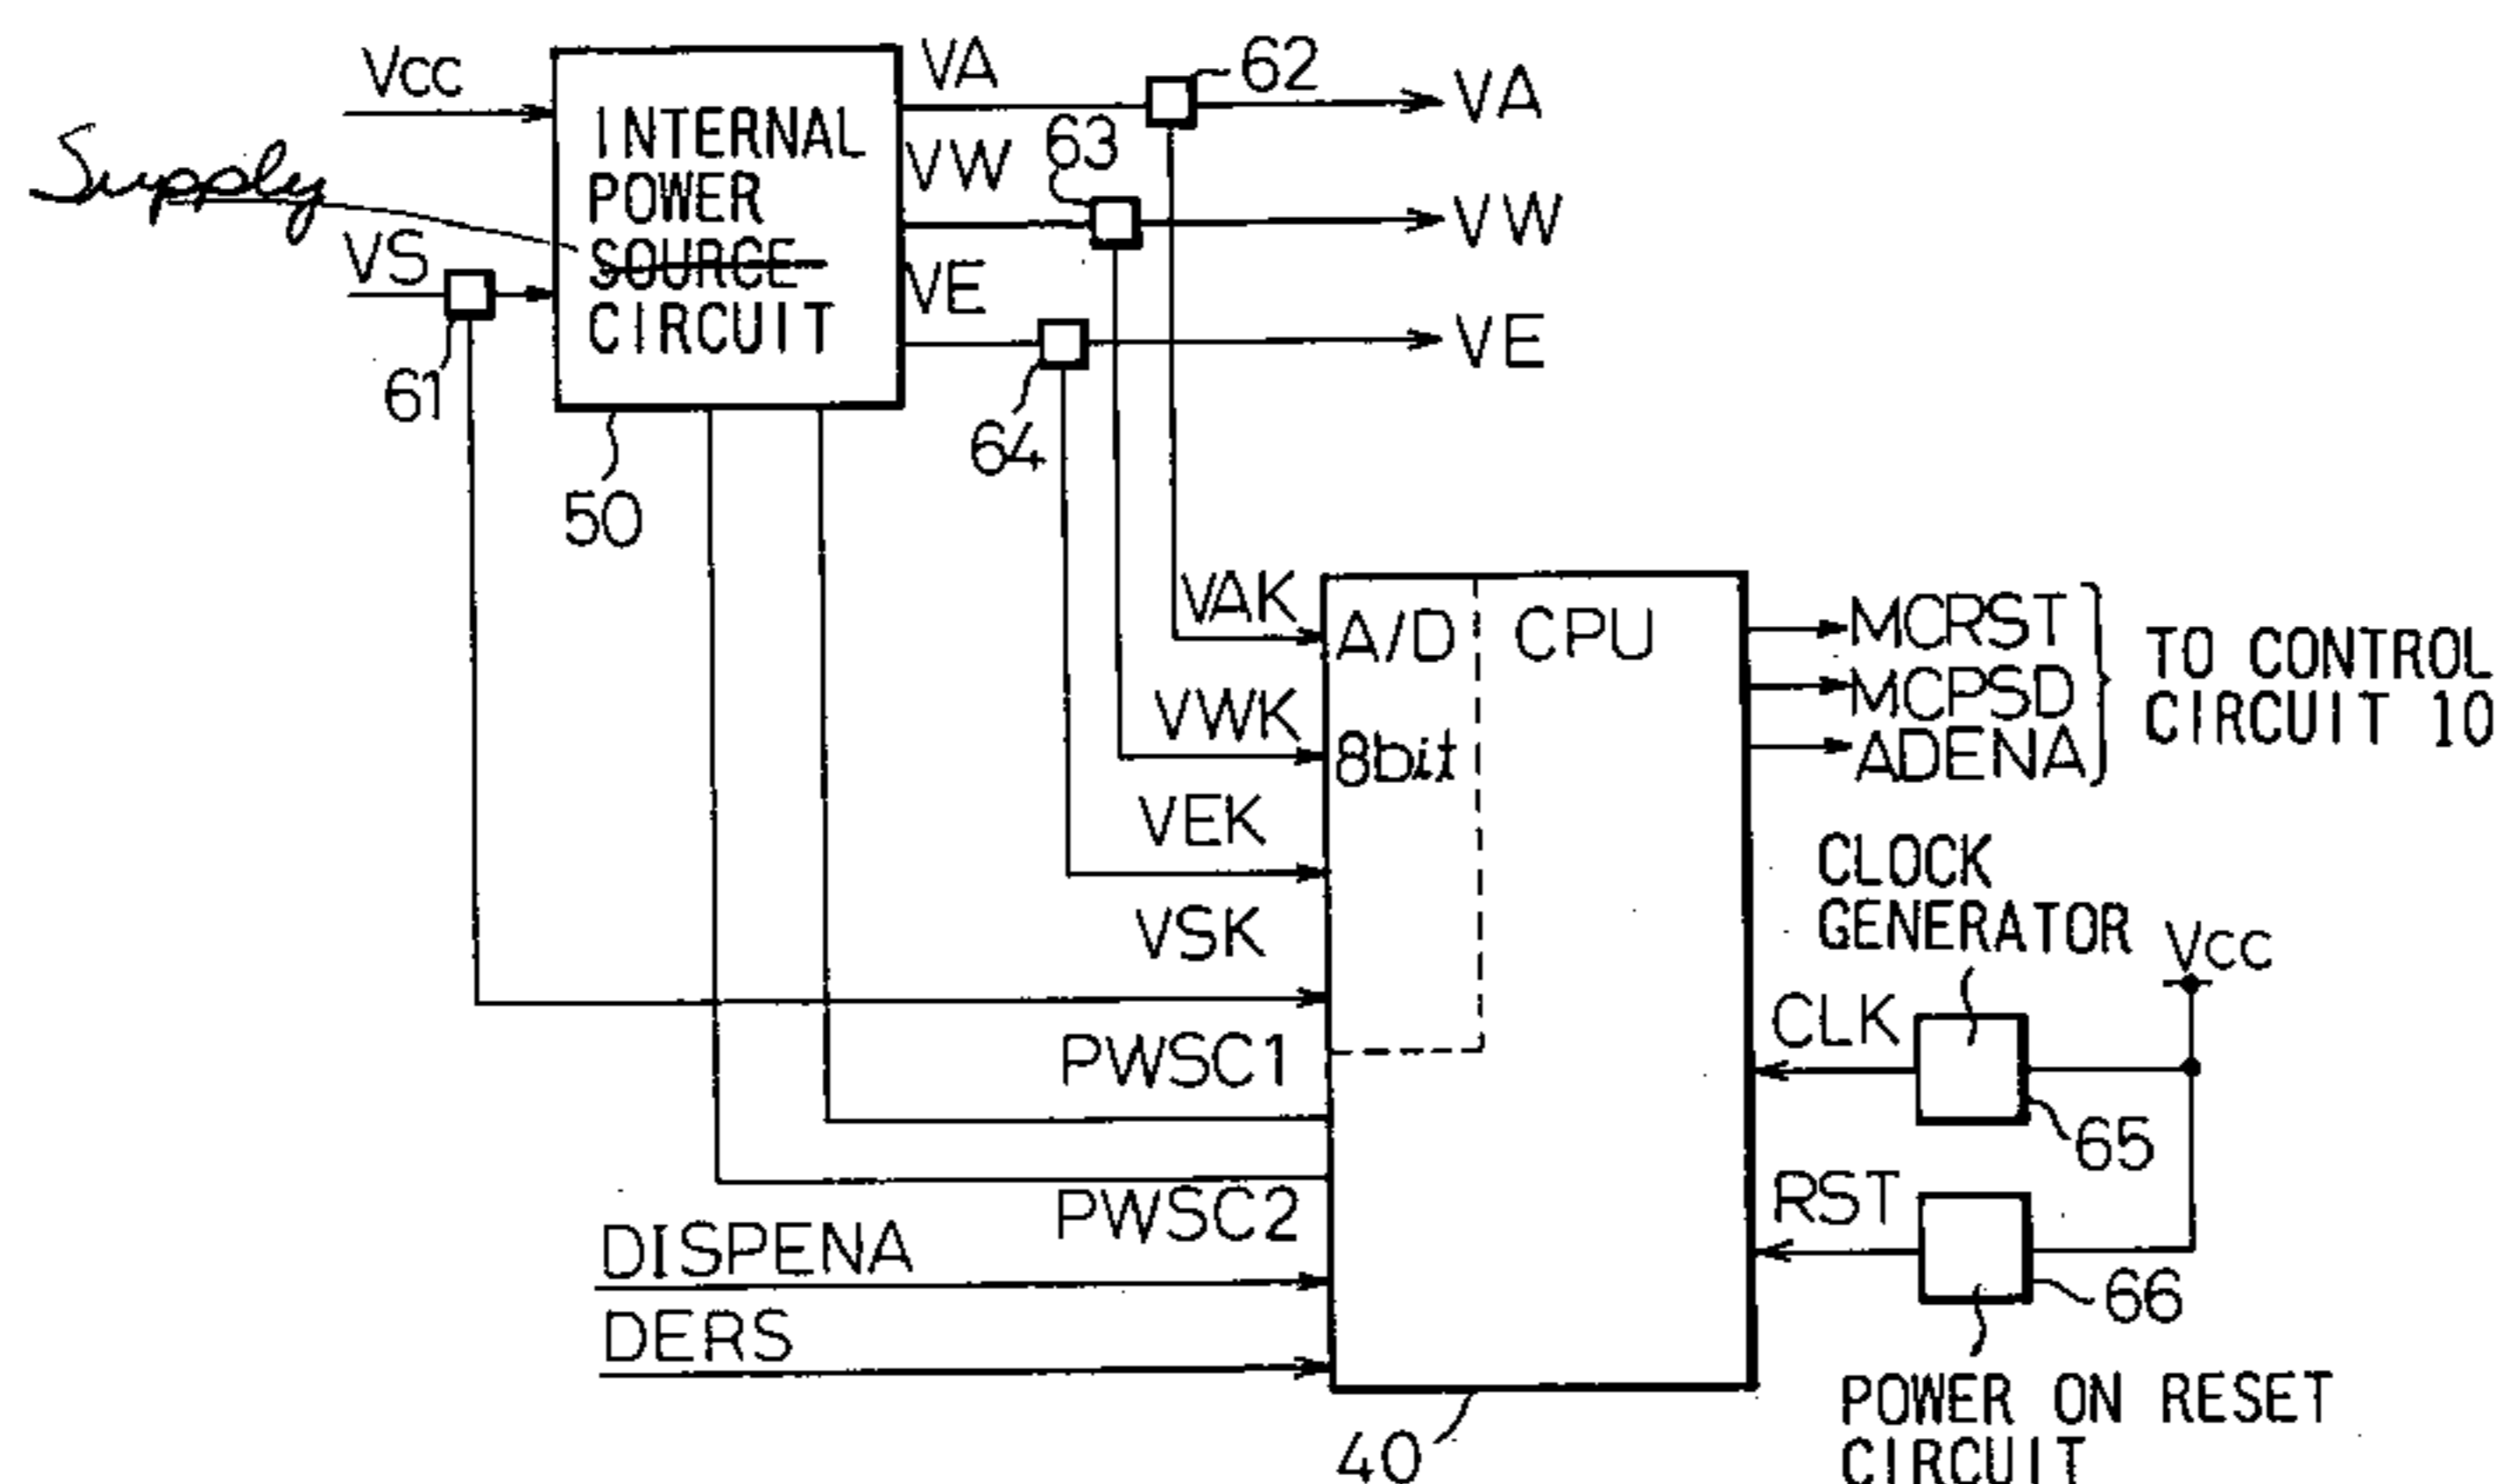 Vcc
Supply
VS
61
INTERNAL
POWER
SOURCE
CIRCUIT
50
VA
VW
VE
62
63
64
VA
VW
VE
VAK
VWK
VEK
VSK
PWSC1
PWSC2
DISPENA
DERS
A/D
8bit
CPU
40
MCRST
MCPSD
ADENA
TO CONTROL
CIRCUIT 10
CLOCK
GENERATOR
Vcc
CLK
65
RST
66
POWER ON RESET
CIRCUIT